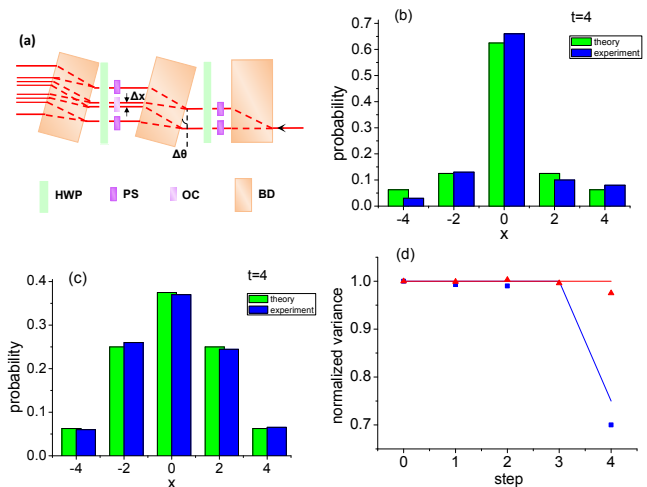 (a)
Δx
Δθ
HWP PS OC BD
(b)
t=4
theory
experiment
probability
0.7
0.6
0.5
0.4
0.3
0.2
0.1
0.0
-4 -2 0 2 4
x
(c)
t=4
theory
experiment
probability
0.4
0.3
0.2
0.1
0.0
-4 -2 0 2 4
x
(d)
normalized variance
1.0
0.9
0.8
0.7
0 1 2 3 4
step